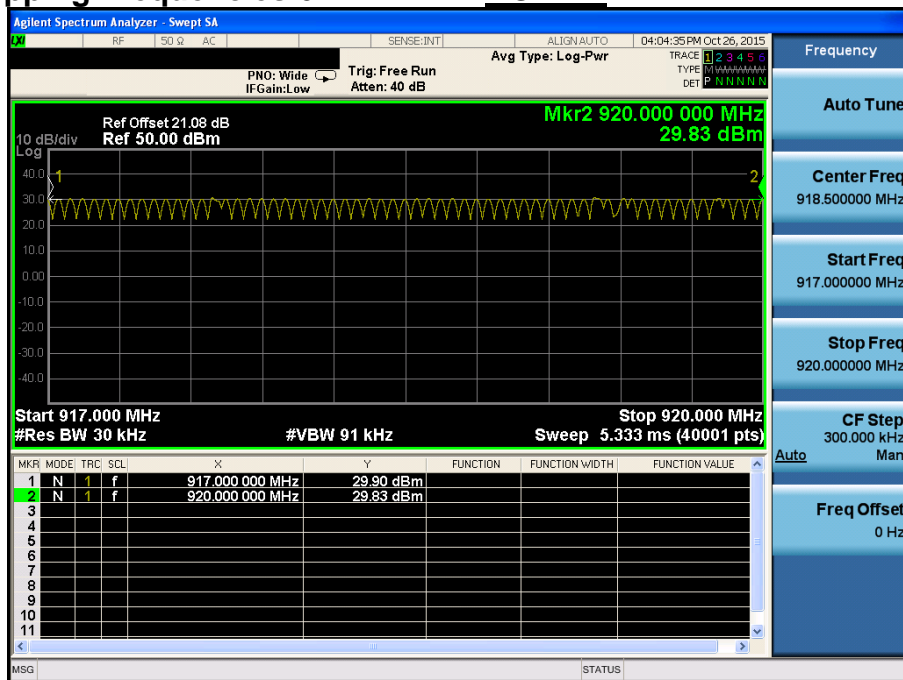 Agilent Spectrum Analyzer - Swept SA
LXI RF 50 Ω AC SENSE:INT ALIGN AUTO 04:04:35 PM Oct 26, 2015
Avg Type: Log-Pwr TRACE 1 2 3 4 5 6
PNO: Wide Trig: Free Run TYPE M WWWWW
IFGain:Low Atten: 40 dB DET P N N N N N
Mkr2 920.000 000 MHz
Ref Offset 21.08 dB
10 dB/div Ref 50.00 dBm 29.83 dBm
Log
40.0 1 2
30.0
20.0
10.0
0.00
-10.0
-20.0
-30.0
-40.0
Start 917.000 MHz Stop 920.000 MHz
#Res BW 30 kHz #VBW 91 kHz Sweep 5.333 ms (40001 pts)
MKR MODE TRC SCL X Y FUNCTION FUNCTION WIDTH FUNCTION VALUE
1 N 1 f 917.000 000 MHz 29.90 dBm
2 N 1 f 920.000 000 MHz 29.83 dBm
3
4
5
6
7
8
9
10
11
MSG STATUS
Frequency
Auto Tune
Center Freq
918.500000 MHz
Start Freq
917.000000 MHz
Stop Freq
920.000000 MHz
CF Step
300.000 kHz
Auto Man
Freq Offset
0 Hz